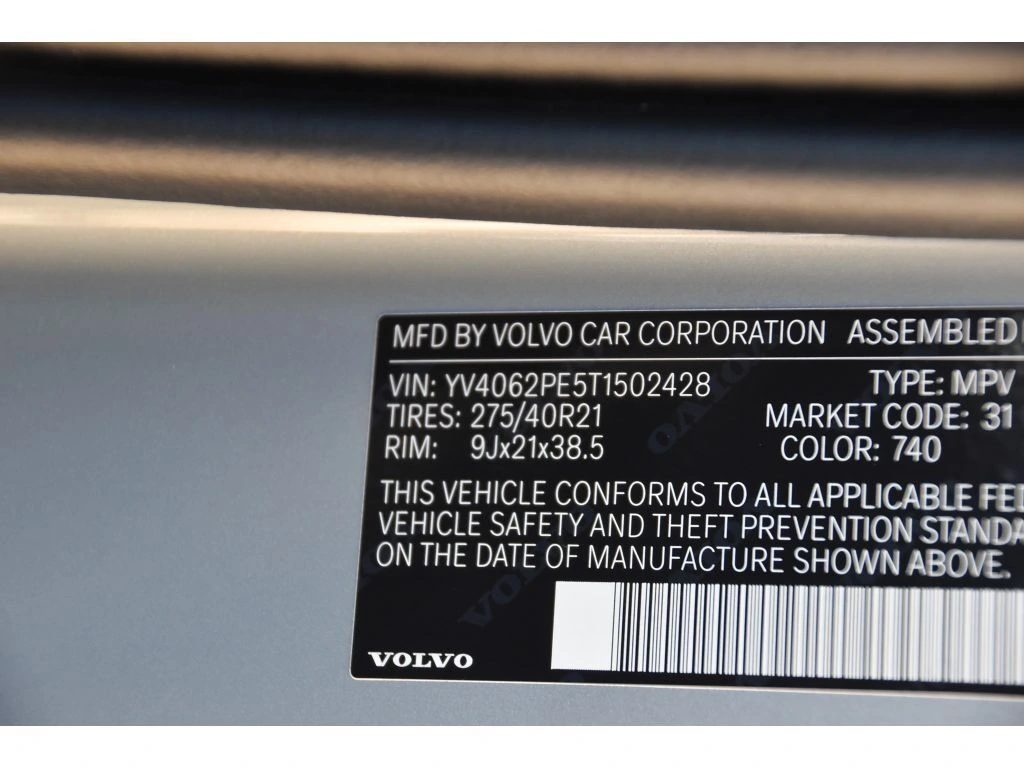 MFD BY VOLVO CAR CORPORATION ASSEMBLED
VIN: YV4062PE5T1502428 TYPE: MPV
TIRES: 275/40R21 MARKET CODE: 31
RIM: 9Jx21x38.5 COLOR: 740
THIS VEHICLE CONFORMS TO ALL APPLICABLE FED
VEHICLE SAFETY AND THEFT PREVENTION STANDA
ON THE DATE OF MANUFACTURE SHOWN ABOVE.
VOLVO